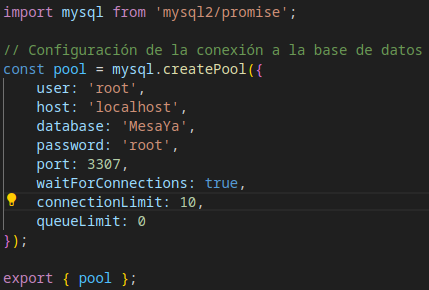 import mysql from 'mysql2/promise';

// Configuración de la conexión a la base de datos
const pool = mysql.createPool({
    user: 'root',
    host: 'localhost',
    database: 'MesaYa',
    password: 'root',
    port: 3307,
    waitForConnections: true,
    connectionLimit: 10,
    queueLimit: 0
});

export { pool };